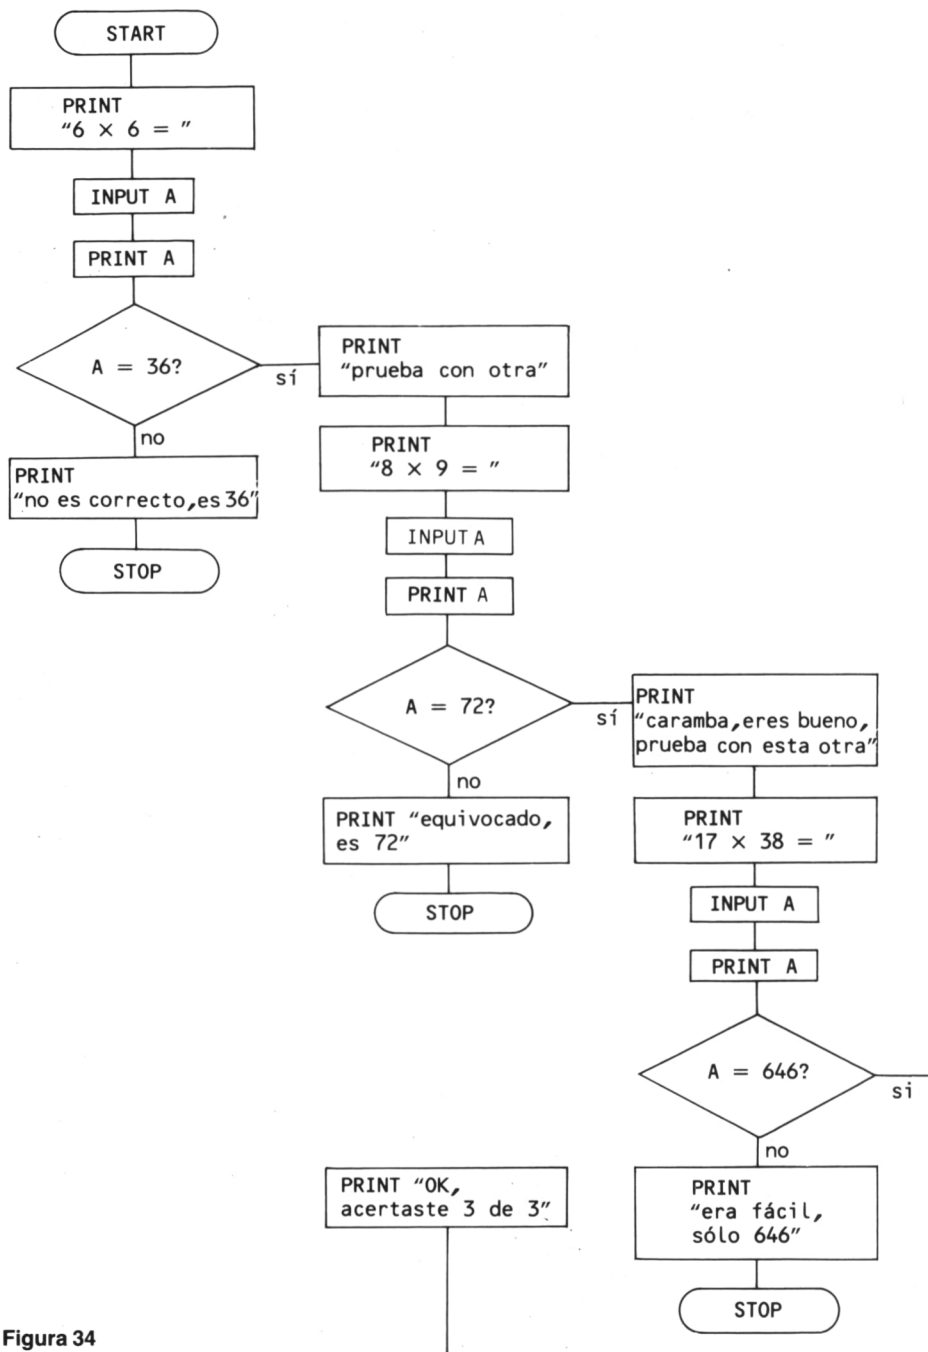 START
PRINT
“6 × 6 = ”
INPUT A
PRINT A
A = 36?
sí
no
PRINT
“no es correcto,es 36”
STOP
PRINT
“prueba con otra”
PRINT
“8 × 9 = ”
INPUT A
PRINT A
A = 72?
sí
no
PRINT “equivocado,
es 72”
STOP
PRINT
“caramba,eres bueno,
prueba con esta otra”
PRINT
“17 × 38 = ”
INPUT A
PRINT A
A = 646?
si
no
PRINT
“era fácil,
sólo 646”
STOP
PRINT “OK,
acertaste 3 de 3”
Figura 34